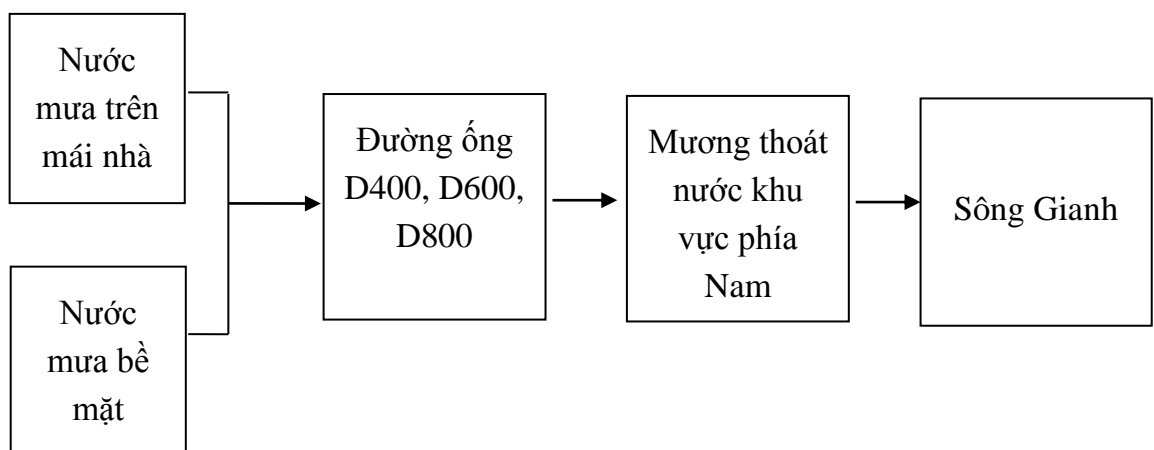 Nước
mưa trên
mái nhà
Nước
mưa bề
mặt
Đường ống
D400, D600,
D800
Mương thoát
nước khu
vực phía
Nam
Sông Gianh